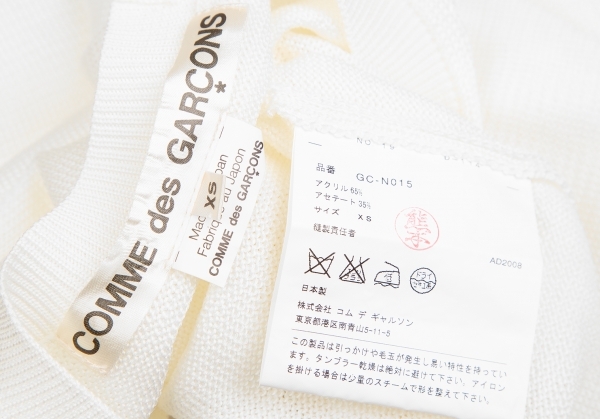 COMME des GARÇONS
XS
Made in Japan
Fabriqué au Japon
COMME des GARÇONS
品番 GC-N015
アクリル 65%
アセテート 35%
サイズ XS
縫製責任者
AD2008
日本製
株式会社 コム デ ギャルソン
東京都港区南青山5-11-5
この製品は引っかけや毛玉が発生し易い特性を持ってい
ます。タンブラー乾燥は絶対に避けて下さい。アイロン
を掛ける場合は少量のスチームで形を整えて下さい。